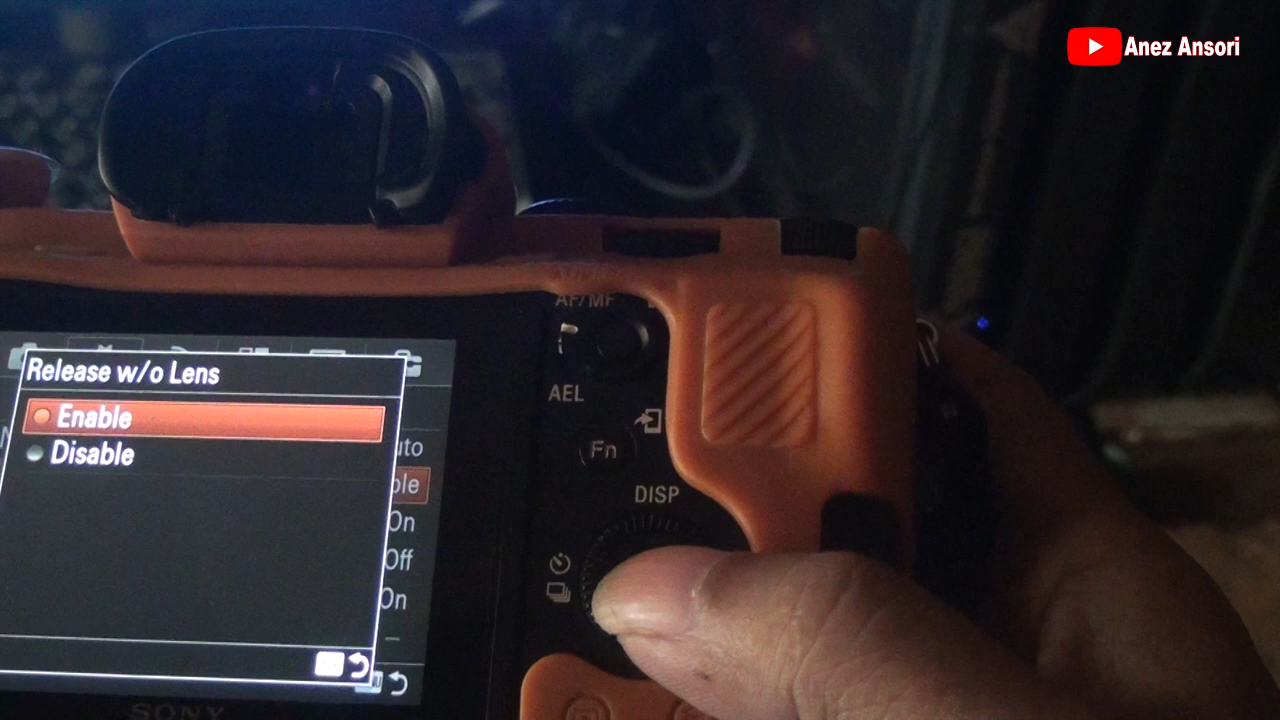 Anez Ansori
AF/MF
AEL
Release w/o Lens
Enable
Disable
uto
ble
On
Off
On
Fn
DISP
SONY